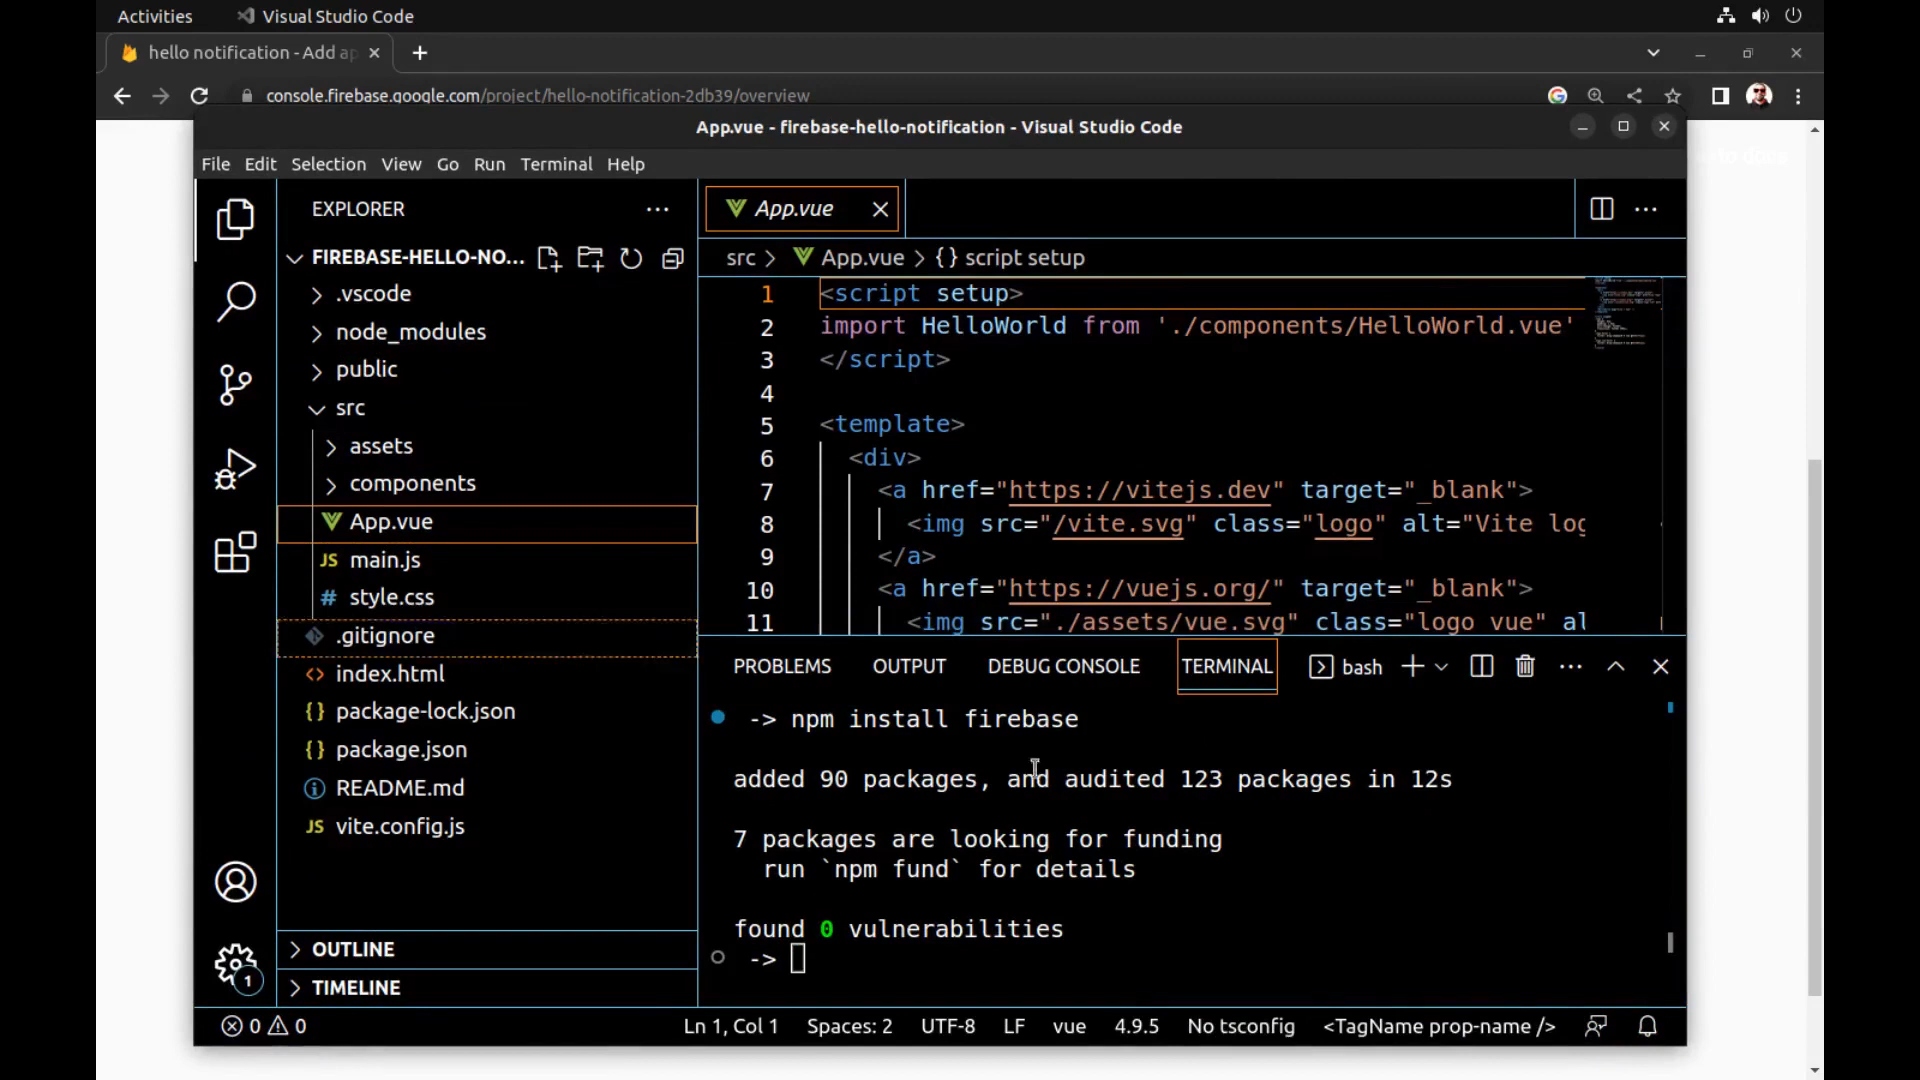 Activities
Visual Studio Code
hello notification - Add ap
console.firebase.google.com/project/hello-notification-2db39/overview
App.vue - firebase-hello-notification - Visual Studio Code
File Edit Selection View Go Run Terminal Help
EXPLORER
FIREBASE-HELLO-NO...
.vscode
node_modules
public
src
assets
components
App.vue
main.js
style.css
.gitignore
index.html
package-lock.json
package.json
README.md
vite.config.js
OUTLINE
TIMELINE
App.vue
src > App.vue > {} script setup
1 <script setup>
2 import HelloWorld from './components/HelloWorld.vue'
3 </script>
4
5 <template>
6 <div>
7 <a href="https://vitejs.dev" target="_blank">
8 <img src="/vite.svg" class="logo" alt="Vite log
9 </a>
10 <a href="https://vuejs.org/" target="_blank">
11 <img src="./assets/vue.svg" class="logo vue" al
PROBLEMS OUTPUT DEBUG CONSOLE TERMINAL bash
-> npm install firebase
added 90 packages, and audited 123 packages in 12s
7 packages are looking for funding
run `npm fund` for details
found 0 vulnerabilities
->
1
0 0 Ln 1, Col 1 Spaces: 2 UTF-8 LF vue 4.9.5 No tsconfig <TagName prop-name />